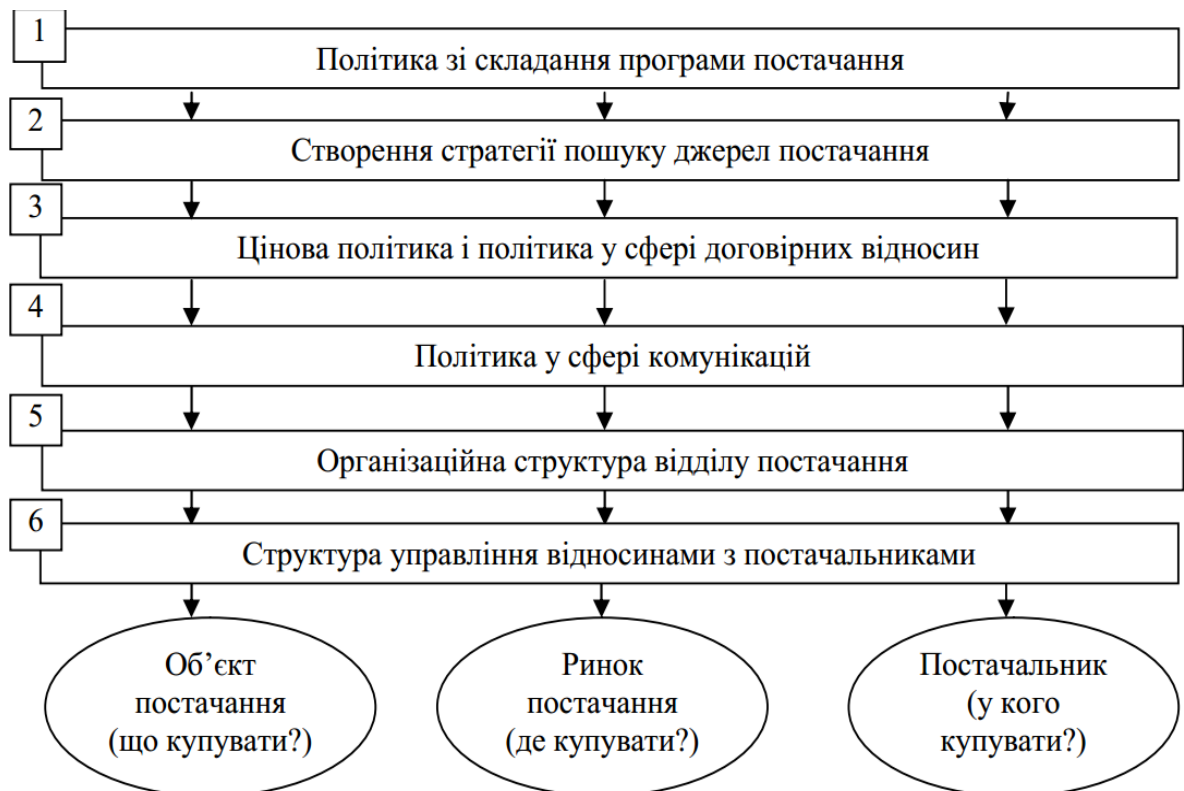 1
Політика зі складання програми постачання
2
Створення стратегії пошуку джерел постачання
3
Цінова політика і політика у сфері договірних відносин
4
Політика у сфері комунікацій
5
Організаційна структура відділу постачання
6
Структура управління відносинами з постачальниками
Об’єкт
постачання
(що купувати?)
Ринок
постачання
(де купувати?)
Постачальник
(у кого
купувати?)